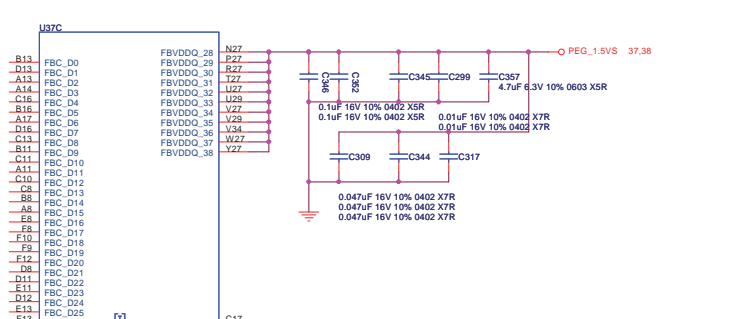 U37C
B13 FBC_D0
D13 FBC_D1
A13 FBC_D2
A14 FBC_D3
C16 FBC_D4
B16 FBC_D5
A17 FBC_D6
D16 FBC_D7
C13 FBC_D8
B11 FBC_D9
C11 FBC_D10
A11 FBC_D11
C10 FBC_D12
C8 FBC_D13
B8 FBC_D14
A8 FBC_D15
E8 FBC_D16
F8 FBC_D17
F10 FBC_D18
F9 FBC_D19
F12 FBC_D20
D8 FBC_D21
D11 FBC_D22
E11 FBC_D23
D12 FBC_D24
E13 FBC_D25
FBVDDQ_28 N27
FBVDDQ_29 P27
FBVDDQ_30 R27
FBVDDQ_31 T27
FBVDDQ_32 U27
FBVDDQ_33 U29
FBVDDQ_34 V27
FBVDDQ_35 V29
FBVDDQ_36 V34
FBVDDQ_37 W27
FBVDDQ_38 Y27
PEG_1.5VS 37,38
C346
C352
C345
C299
C357
4.7uF 6.3V 10% 0603 X5R
0.1uF 16V 10% 0402 X5R
0.1uF 16V 10% 0402 X5R
0.01uF 16V 10% 0402 X7R
0.01uF 16V 10% 0402 X7R
C309
C344
C317
0.047uF 16V 10% 0402 X7R
0.047uF 16V 10% 0402 X7R
0.047uF 16V 10% 0402 X7R